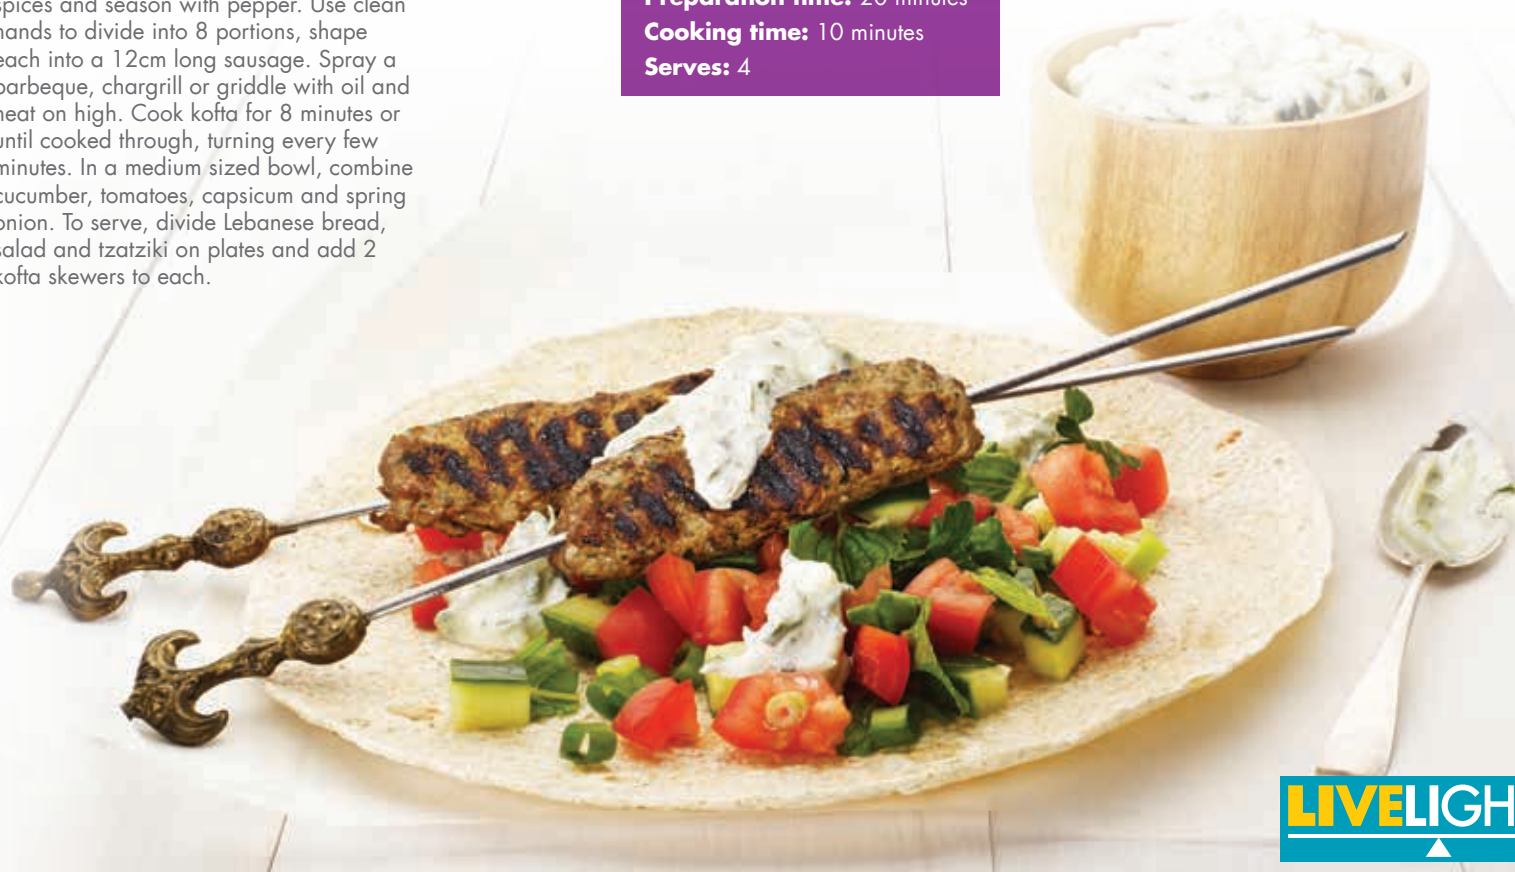 spices and season with pepper. Use clean
hands to divide into 8 portions, shape
each into a 12cm long sausage. Spray a
barbeque, chargrill or griddle with oil and
heat on high. Cook kofta for 8 minutes or
until cooked through, turning every few
minutes. In a medium sized bowl, combine
cucumber, tomatoes, capsicum and spring
onion. To serve, divide Lebanese bread,
salad and tzatziki on plates and add 2
kofta skewers to each.
Preparation time: 20 minutes
Cooking time: 10 minutes
Serves: 4
LIVELIGH